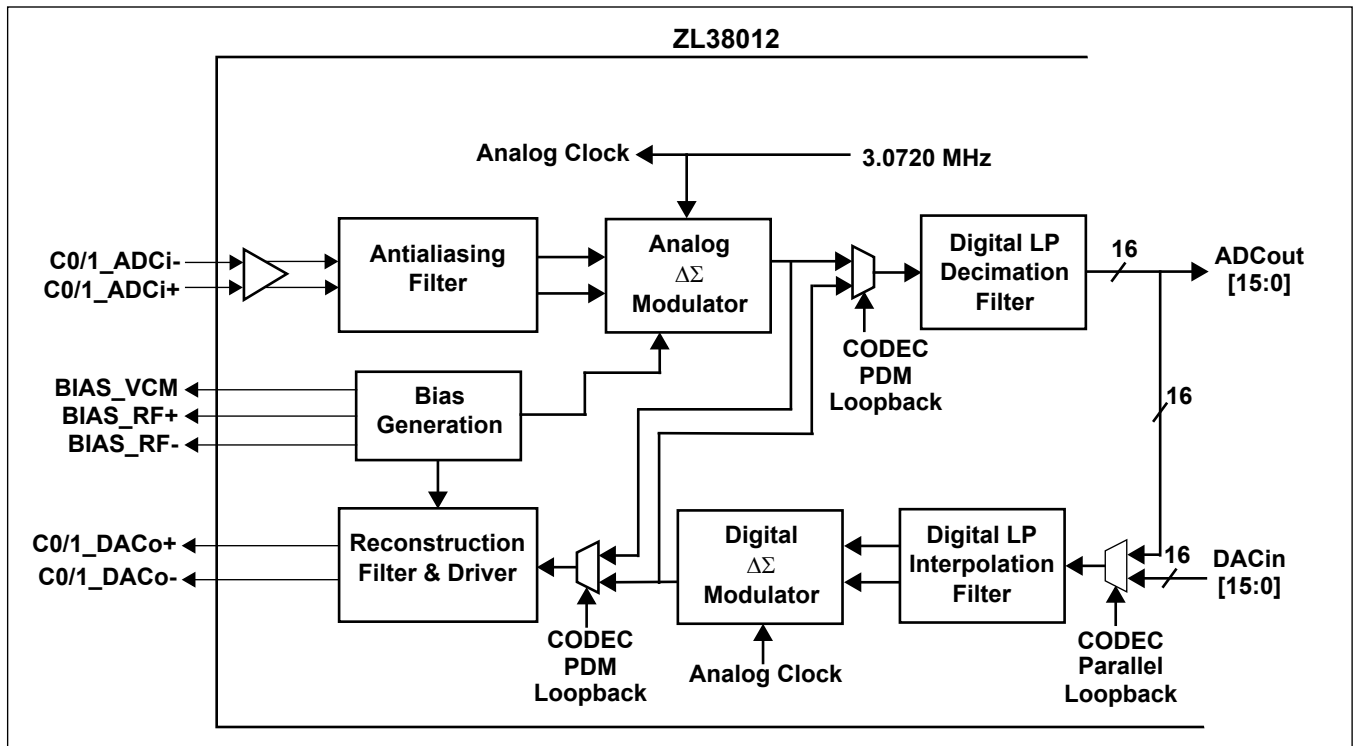 ZL38012
Analog Clock
3.0720 MHz
C0/1_ADCi-
C0/1_ADCi+
Antialiasing
Filter
Analog
ΔΣ
Modulator
Digital LP
Decimation
Filter
16
ADCout
[15:0]
CODEC
PDM
Loopback
BIAS_VCM
BIAS_RF+
BIAS_RF-
Bias
Generation
16
C0/1_DACo+
C0/1_DACo-
Reconstruction
Filter & Driver
Digital
ΔΣ
Modulator
Digital LP
Interpolation
Filter
16
DACin
[15:0]
CODEC
PDM
Loopback
Analog Clock
CODEC
Parallel
Loopback